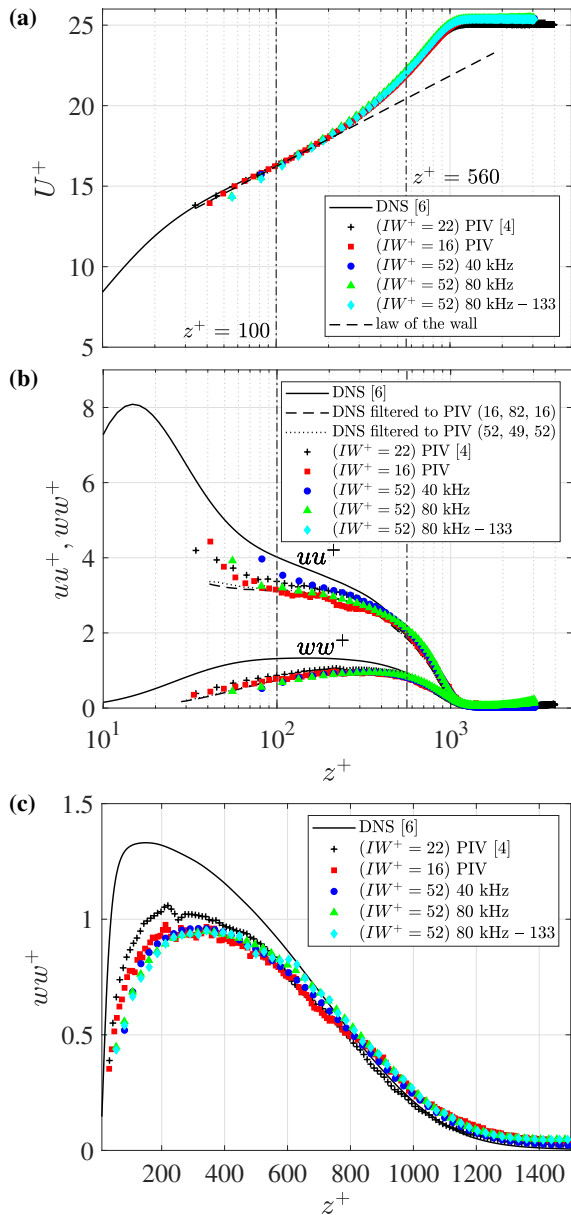 (a)
25
20
15
10
5
U⁺
z⁺ = 560
z⁺ = 100
DNS [6]
(IW⁺ = 22) PIV [4]
(IW⁺ = 16) PIV
(IW⁺ = 52) 40 kHz
(IW⁺ = 52) 80 kHz
(IW⁺ = 52) 80 kHz − 133
law of the wall
(b)
8
6
4
2
0
uu⁺, ww⁺
DNS [6]
DNS filtered to PIV (16, 82, 16)
DNS filtered to PIV (52, 49, 52)
(IW⁺ = 22) PIV [4]
(IW⁺ = 16) PIV
(IW⁺ = 52) 40 kHz
(IW⁺ = 52) 80 kHz
(IW⁺ = 52) 80 kHz − 133
uu⁺
ww⁺
10¹ 10² 10³
z⁺
(c)
1.5
1
0.5
0
ww⁺
DNS [6]
(IW⁺ = 22) PIV [4]
(IW⁺ = 16) PIV
(IW⁺ = 52) 40 kHz
(IW⁺ = 52) 80 kHz
(IW⁺ = 52) 80 kHz − 133
200 400 600 800 1000 1200 1400
z⁺